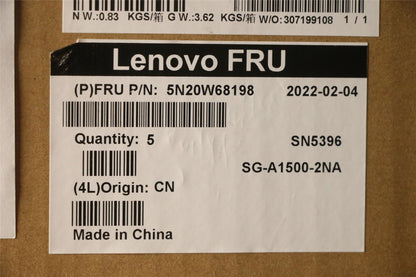 N W.:0.83 KGS/箱 G W.:3.62 KGS/箱 W/O:307199108 1 / 1
Lenovo FRU
(P)FRU P/N: 5N20W68198 2022-02-04
Quantity: 5 SN5396
SG-A1500-2NA
(4L)Origin: CN
Made in China